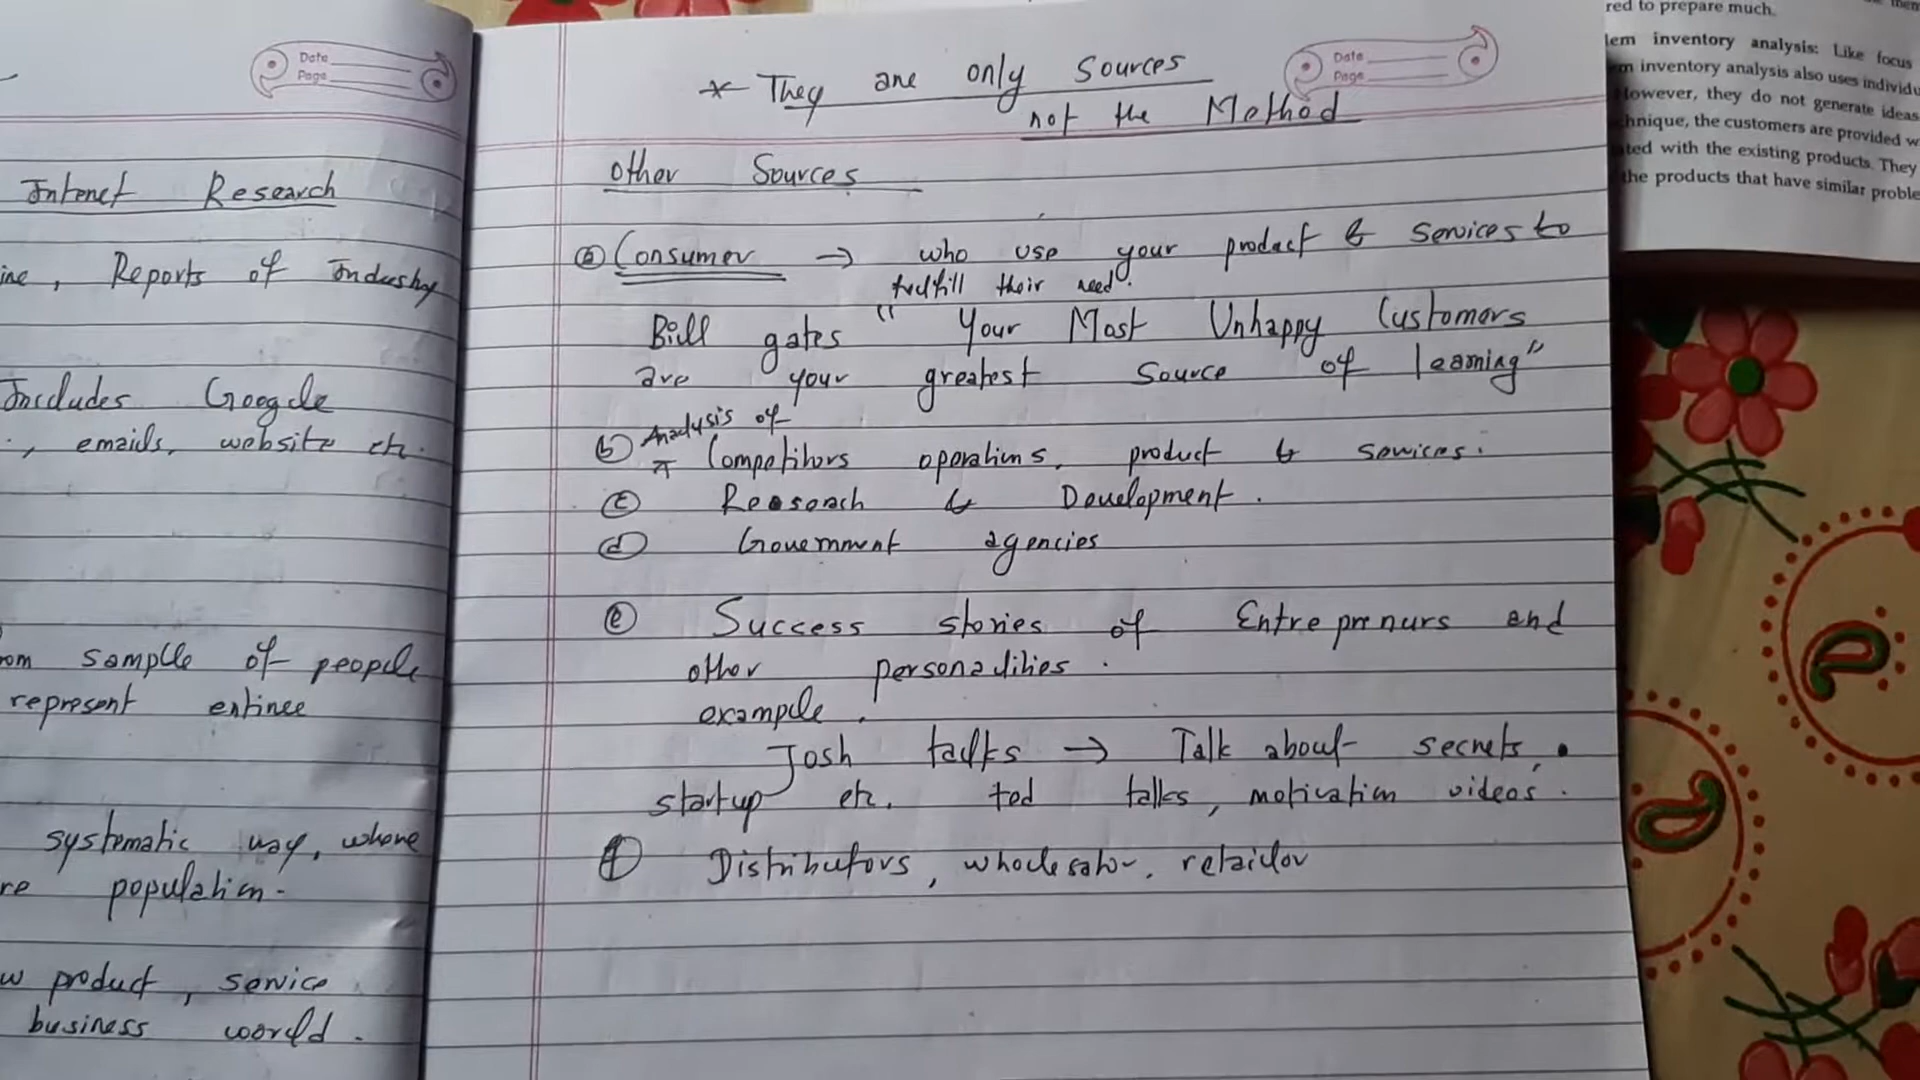 Date
Page
Intenet Research
ine, Reports of Industry
Includes Google
., emails, website etc.
om sample of people
represent entire
systematic way, where
re population.
w product, service
business world.
* They are only Sources
not the Method
Date
Page
Other Sources
(a) Consumer → who use your product & services to
fulfill their need.
Bill gates " Your Most Unhappy Customers
are your greatest source of learning"
(b) Analysis of
Competitors operations, product & services.
(c) Research & Development.
(d) Government agencies
(e) Success stories of Entreprenurs and
other personalities.
example.
Josh talks → Talk about secrets,
startup etc. ted talks, motivation videos.
(f) Distributors, wholesaler, retailer
red to prepare much.
lem inventory analysis: Like focus
m inventory analysis also uses individu
However, they do not generate ideas
chnique, the customers are provided w
ted with the existing products. They
the products that have similar proble